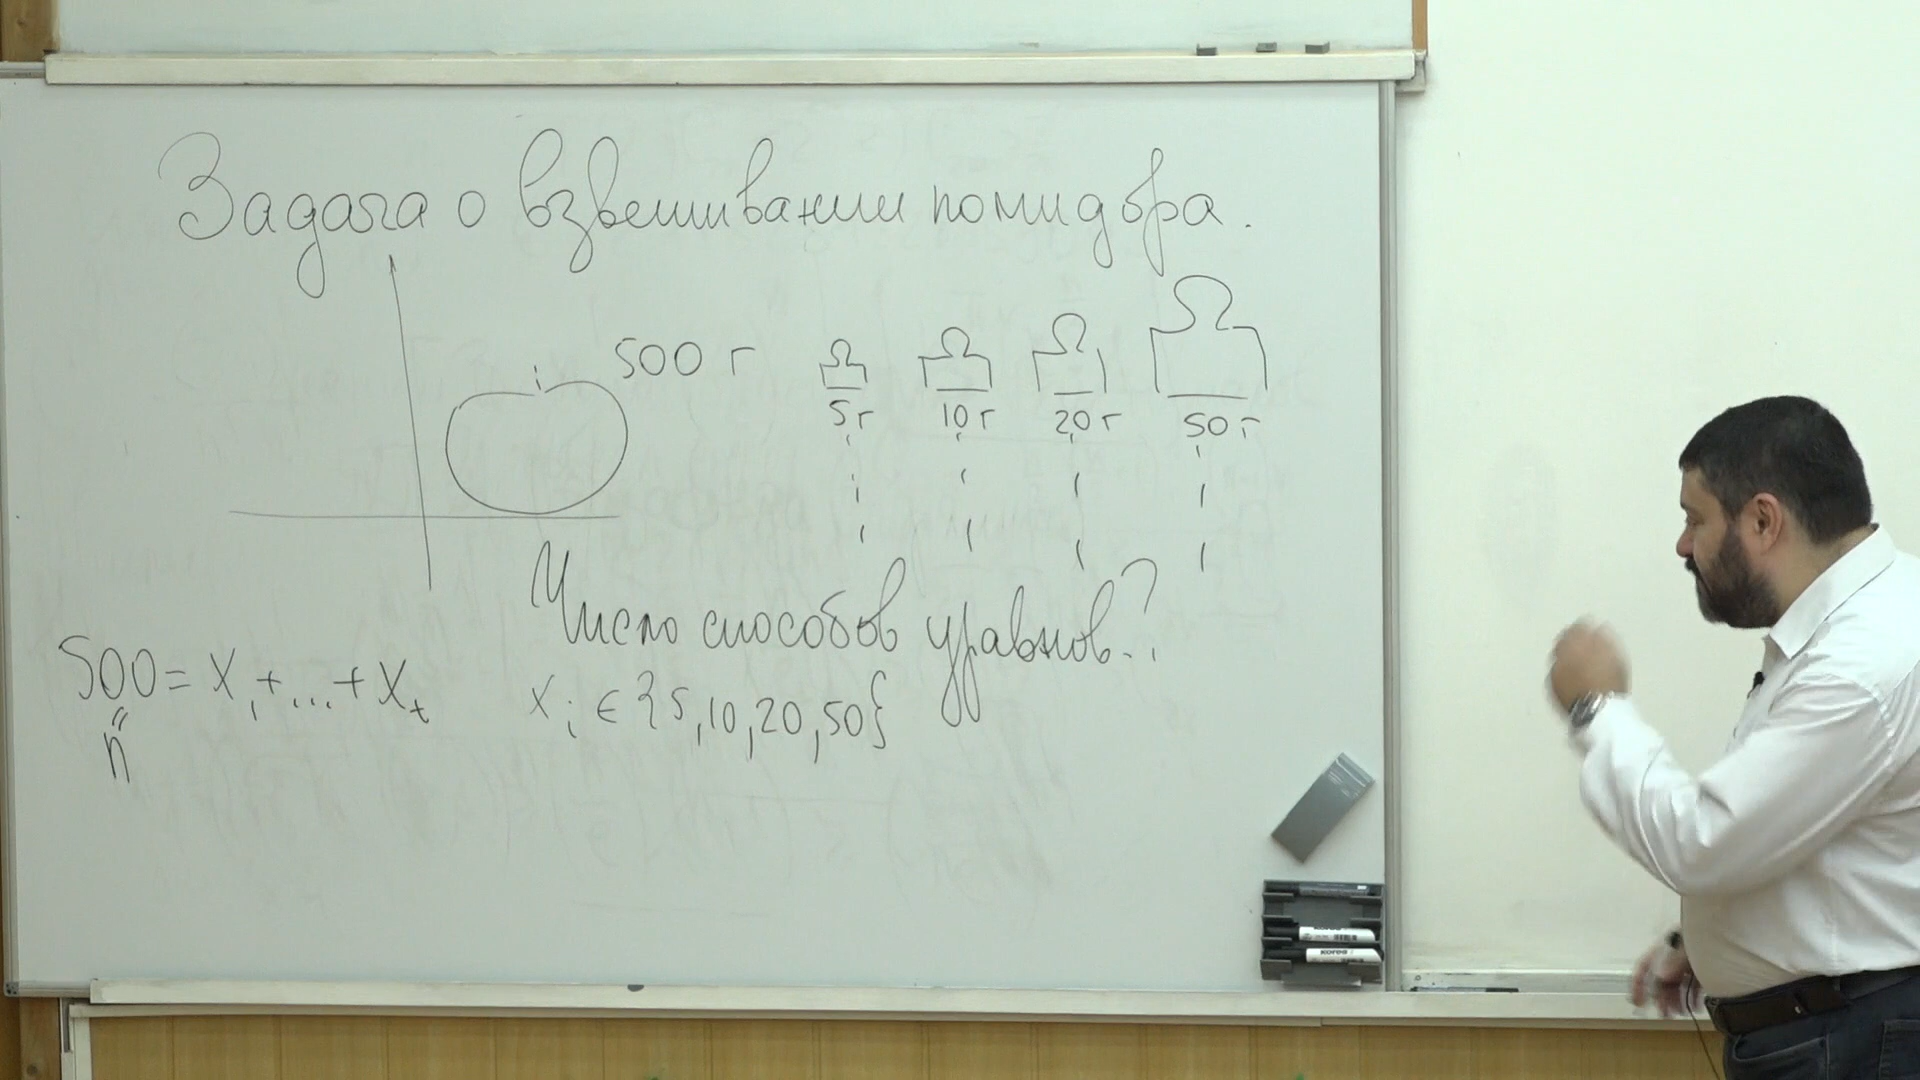 Задача о взвешивании помидора.
500 г
5 г 10 г 20 г 50 г
Число способов уравнов.?
500 = x₁ + ... + xₜ xᵢ ∈ {5, 10, 20, 50}
n